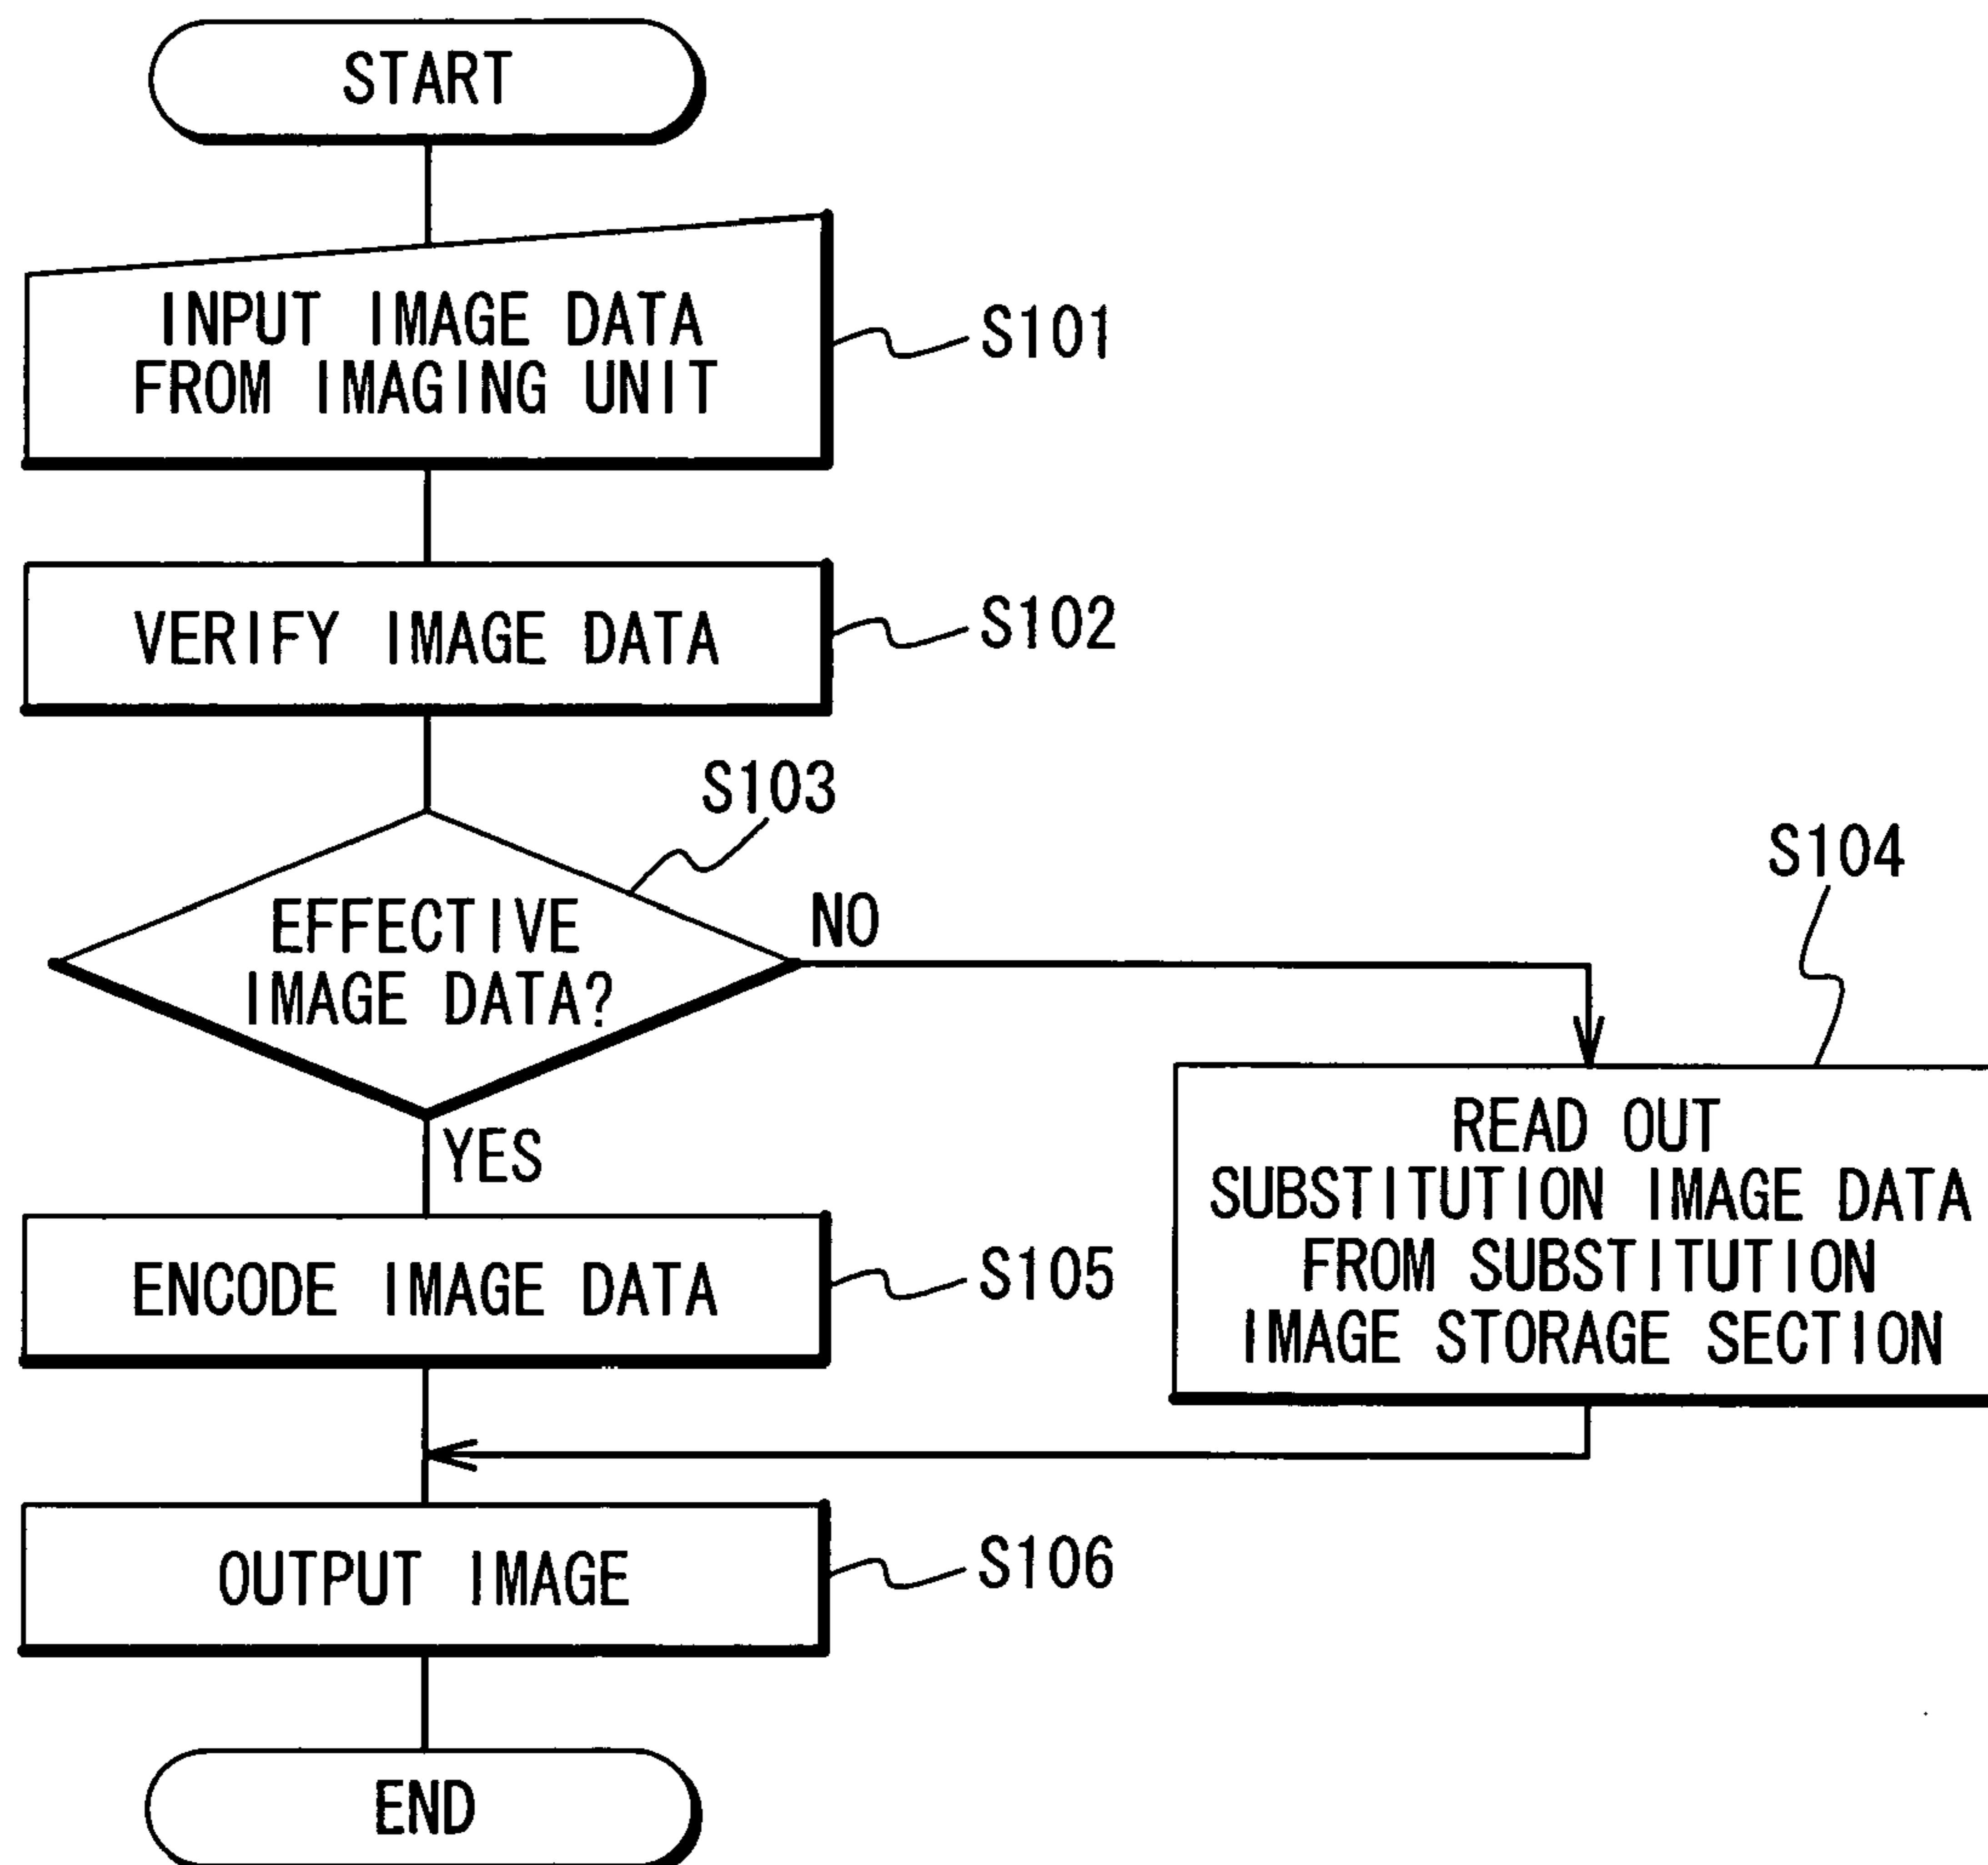 START
INPUT IMAGE DATA
FROM IMAGING UNIT
S101
VERIFY IMAGE DATA
S102
S103
EFFECTIVE
IMAGE DATA?
NO
YES
S104
READ OUT
SUBSTITUTION IMAGE DATA
FROM SUBSTITUTION
IMAGE STORAGE SECTION
ENCODE IMAGE DATA
S105
OUTPUT IMAGE
S106
END